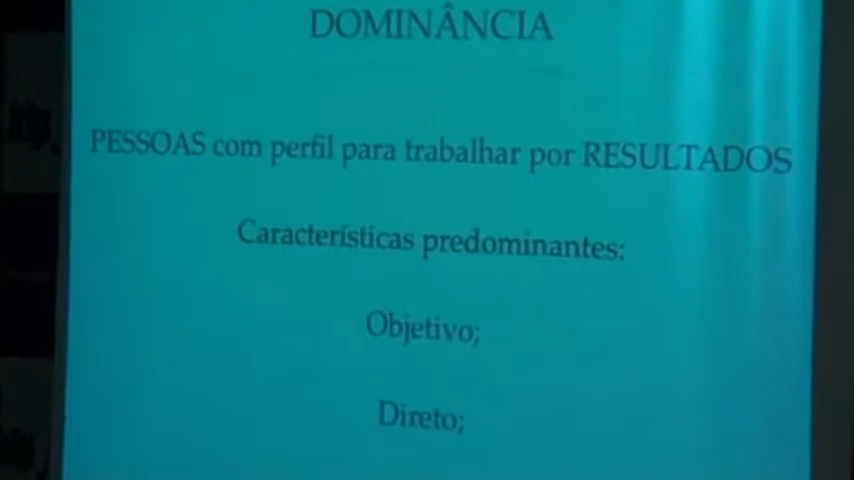 DOMINÂNCIA
PESSOAS com perfil para trabalhar por RESULTADOS
Características predominantes:
Objetivo;
Direto;